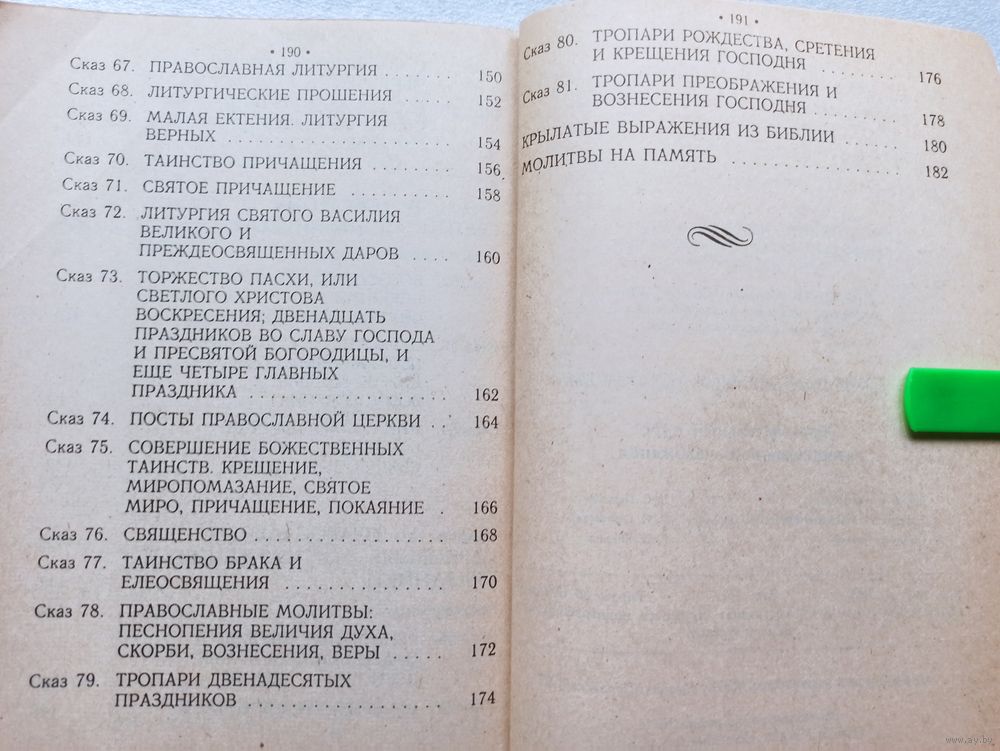 • 190 •
Сказ 67. ПРАВОСЛАВНАЯ ЛИТУРГИЯ ....... 150
Сказ 68. ЛИТУРГИЧЕСКИЕ ПРОШЕНИЯ ..... 152
Сказ 69. МАЛАЯ ЕКТЕНИЯ. ЛИТУРГИЯ
ВЕРНЫХ .................. 154
Сказ 70. ТАИНСТВО ПРИЧАЩЕНИЯ ........ 156
Сказ 71. СВЯТОЕ ПРИЧАЩЕНИЕ ......... 158
Сказ 72. ЛИТУРГИЯ СВЯТОГО ВАСИЛИЯ
ВЕЛИКОГО И
ПРЕЖДЕОСВЯЩЕННЫХ ДАРОВ .... 160
Сказ 73. ТОРЖЕСТВО ПАСХИ, ИЛИ
СВЕТЛОГО ХРИСТОВА
ВОСКРЕСЕНИЯ; ДВЕНАДЦАТЬ
ПРАЗДНИКОВ ВО СЛАВУ ГОСПОДА
И ПРЕСВЯТОЙ БОГОРОДИЦЫ, И
ЕЩЕ ЧЕТЫРЕ ГЛАВНЫХ
ПРАЗДНИКА ................. 162
Сказ 74. ПОСТЫ ПРАВОСЛАВНОЙ ЦЕРКВИ .. 164
Сказ 75. СОВЕРШЕНИЕ БОЖЕСТВЕННЫХ
ТАИНСТВ. КРЕЩЕНИЕ,
МИРОПОМАЗАНИЕ, СВЯТОЕ
МИРО, ПРИЧАЩЕНИЕ, ПОКАЯНИЕ . 166
Сказ 76. СВЯЩЕНСТВО .................. 168
Сказ 77. ТАИНСТВО БРАКА И
ЕЛЕОСВЯЩЕНИЯ ............... 170
Сказ 78. ПРАВОСЛАВНЫЕ МОЛИТВЫ:
ПЕСНОПЕНИЯ ВЕЛИЧИЯ ДУХА,
СКОРБИ, ВОЗНЕСЕНИЯ, ВЕРЫ ..... 172
Сказ 79. ТРОПАРИ ДВЕНАДЕСЯТЫХ
ПРАЗДНИКОВ .................. 174
• 191 •
Сказ 80. ТРОПАРИ РОЖДЕСТВА, СРЕТЕНИЯ
И КРЕЩЕНИЯ ГОСПОДНЯ ........ 176
Сказ 81. ТРОПАРИ ПРЕОБРАЖЕНИЯ И
ВОЗНЕСЕНИЯ ГОСПОДНЯ ........ 178
КРЫЛАТЫЕ ВЫРАЖЕНИЯ ИЗ БИБЛИИ ...... 180
МОЛИТВЫ НА ПАМЯТЬ ............... 182
www.ay.by